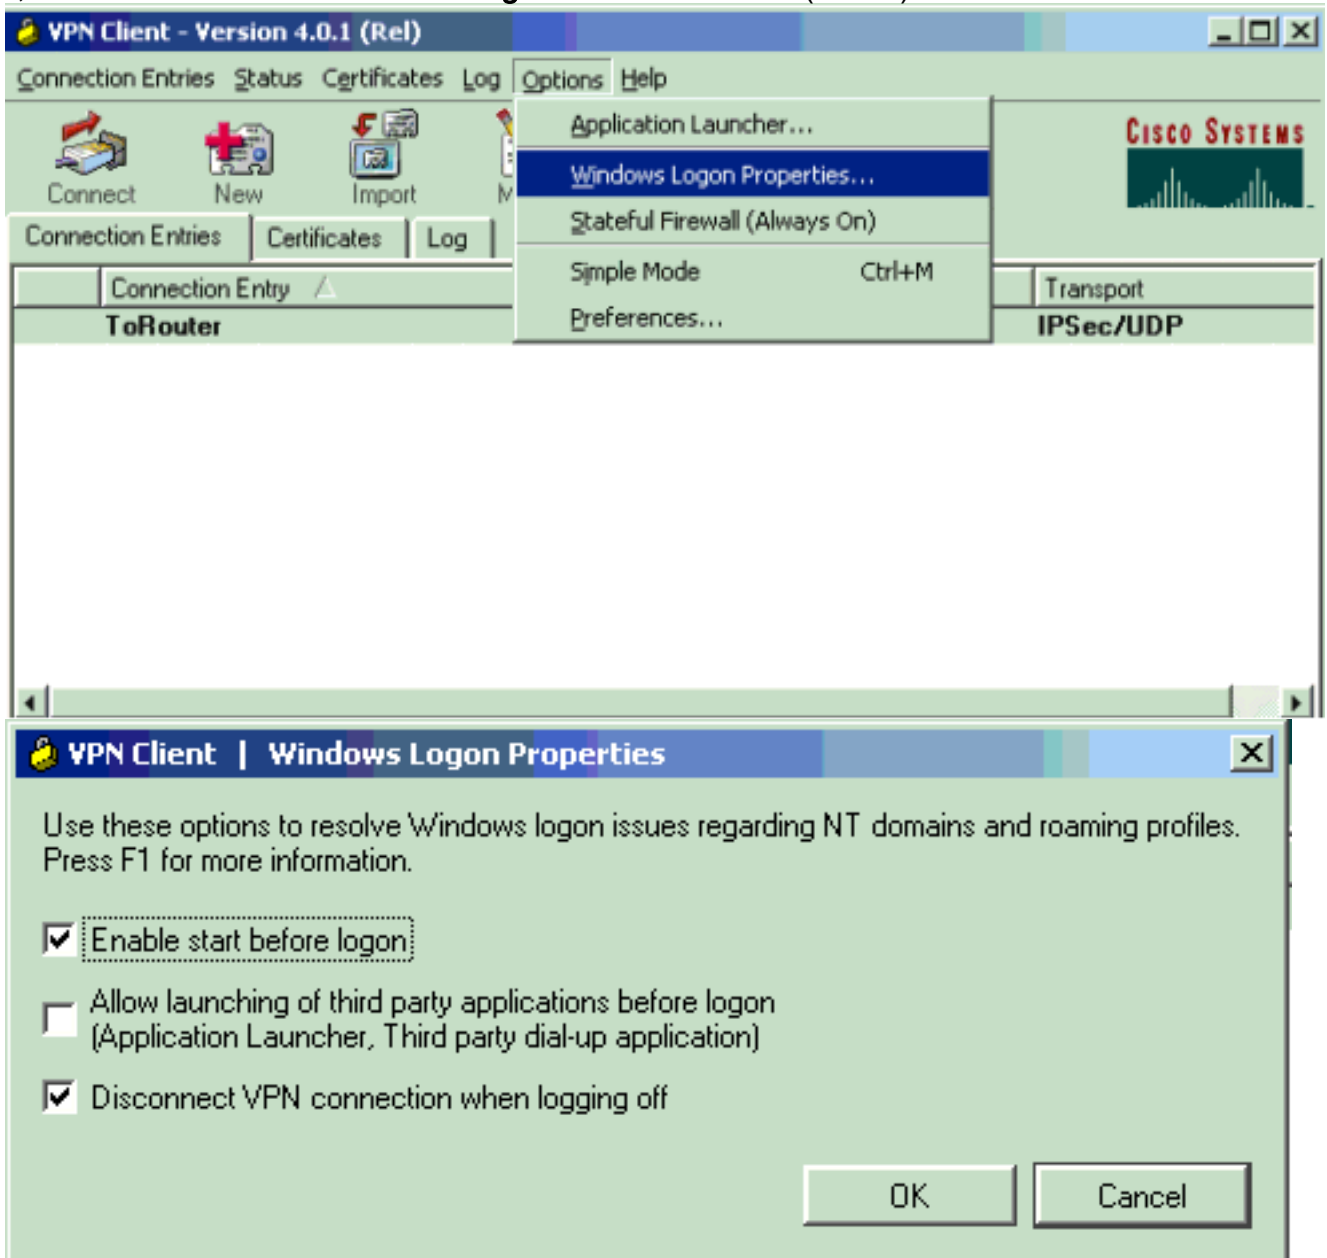 VPN Client - Version 4.0.1 (Rel)
Connection Entries Status Certificates Log Options Help
Application Launcher...
Windows Logon Properties...
Stateful Firewall (Always On)
Simple Mode Ctrl+M
Preferences...
CISCO SYSTEMS
Connect New Import
Connection Entries Certificates Log
Connection Entry Transport
ToRouter IPSec/UDP
VPN Client | Windows Logon Properties
Use these options to resolve Windows logon issues regarding NT domains and roaming profiles.
Press F1 for more information.
Enable start before logon
Allow launching of third party applications before logon
(Application Launcher, Third party dial-up application)
Disconnect VPN connection when logging off
OK Cancel